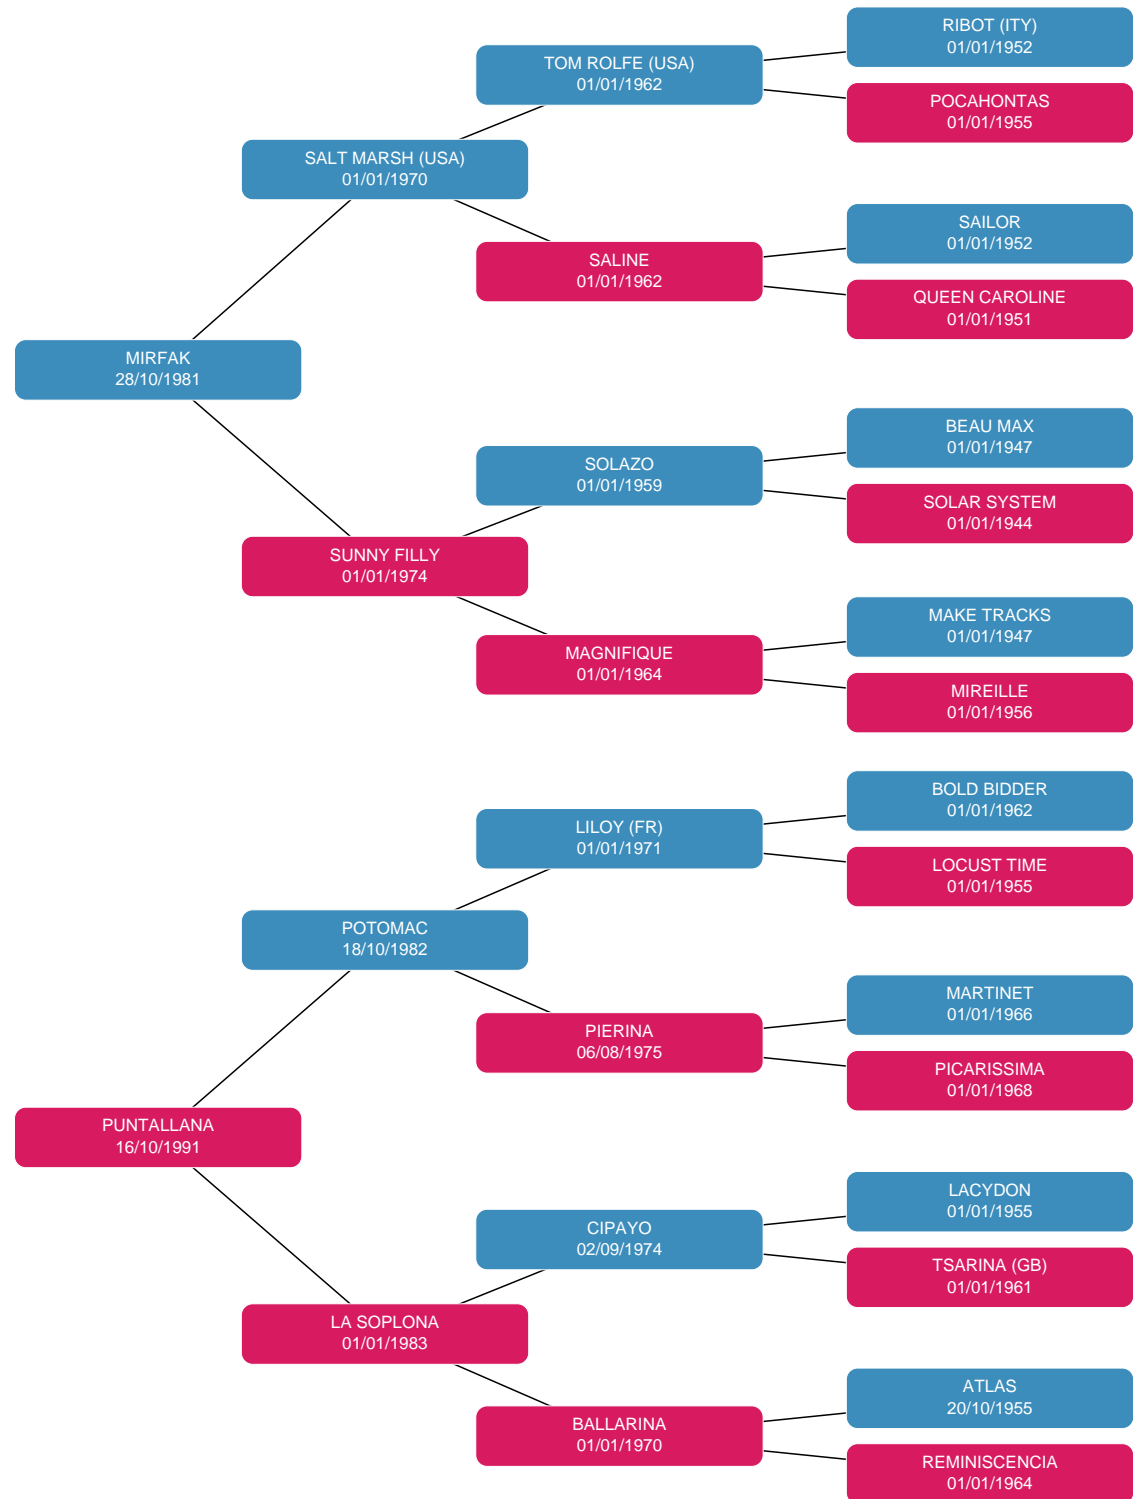 RIBOT (ITY)
01/01/1952
TOM ROLFE (USA)
01/01/1962
POCAHONTAS
01/01/1955
SALT MARSH (USA)
01/01/1970
SAILOR
01/01/1952
SALINE
01/01/1962
QUEEN CAROLINE
01/01/1951
MIRFAK
28/10/1981
BEAU MAX
01/01/1947
SOLAZO
01/01/1959
SOLAR SYSTEM
01/01/1944
SUNNY FILLY
01/01/1974
MAKE TRACKS
01/01/1947
MAGNIFIQUE
01/01/1964
MIREILLE
01/01/1956
BOLD BIDDER
01/01/1962
LILOY (FR)
01/01/1971
LOCUST TIME
01/01/1955
POTOMAC
18/10/1982
MARTINET
01/01/1966
PIERINA
06/08/1975
PICARISSIMA
01/01/1968
PUNTALLANA
16/10/1991
LACYDON
01/01/1955
CIPAYO
02/09/1974
TSARINA (GB)
01/01/1961
LA SOPLONA
01/01/1983
ATLAS
20/10/1955
BALLARINA
01/01/1970
REMINISCENCIA
01/01/1964